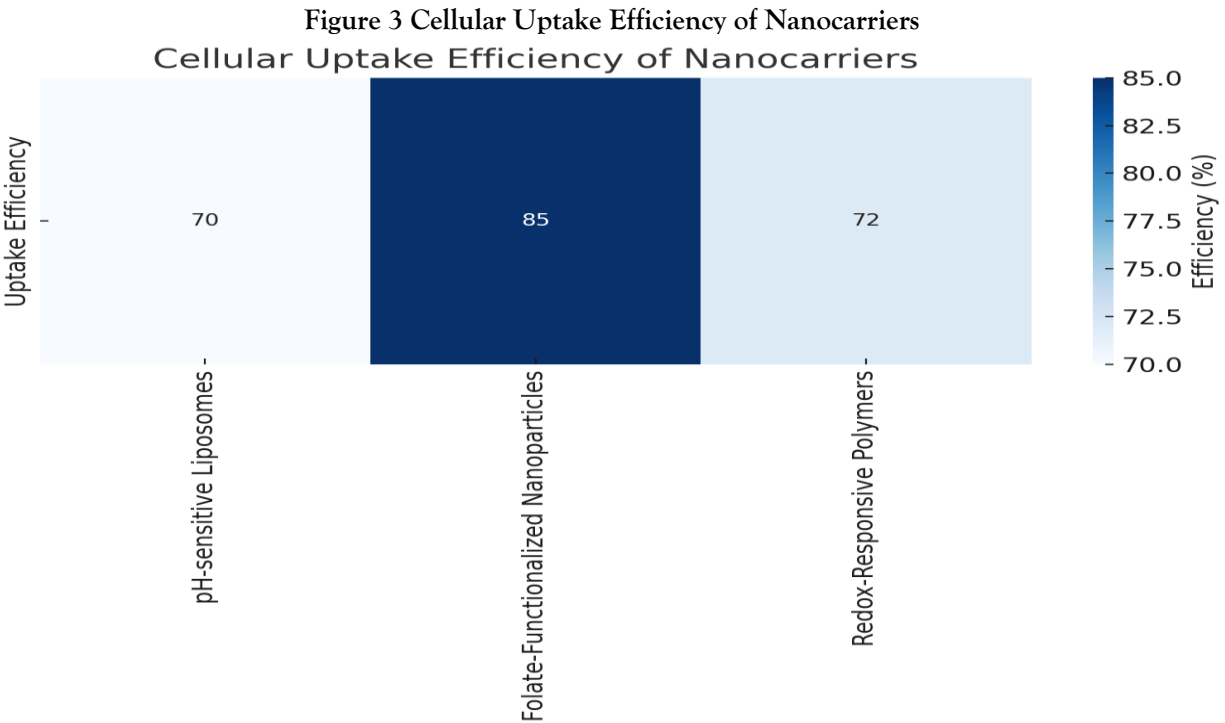 Figure 3 Cellular Uptake Efficiency of Nanocarriers
Cellular Uptake Efficiency of Nanocarriers
Uptake Efficiency
70
85
72
pH-sensitive Liposomes
Folate-Functionalized Nanoparticles
Redox-Responsive Polymers
85.0
82.5
80.0
77.5
75.0
72.5
70.0
Efficiency (%)